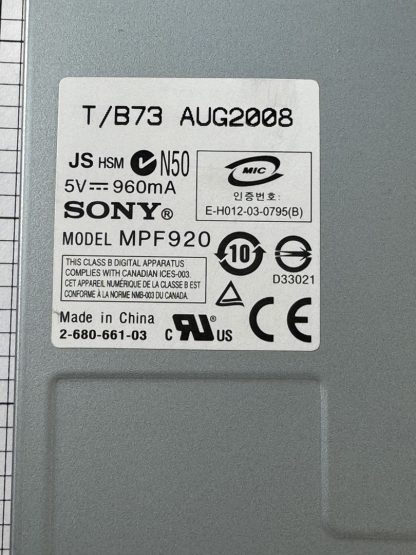 T/B73 AUG2008
JS HSM N50
MIC
인증번호:
E-H012-03-0795(B)
5V⎓960mA
SONY®
MODEL MPF920
10
D33021
THIS CLASS B DIGITAL APPARATUS
COMPLIES WITH CANADIAN ICES-003.
CET APPAREIL NUMÉRIQUE DE LA CLASSE B EST
CONFORME À LA NORME NMB-003 DU CANADA.
Made in China
2-680-661-03
c RU® US
CE